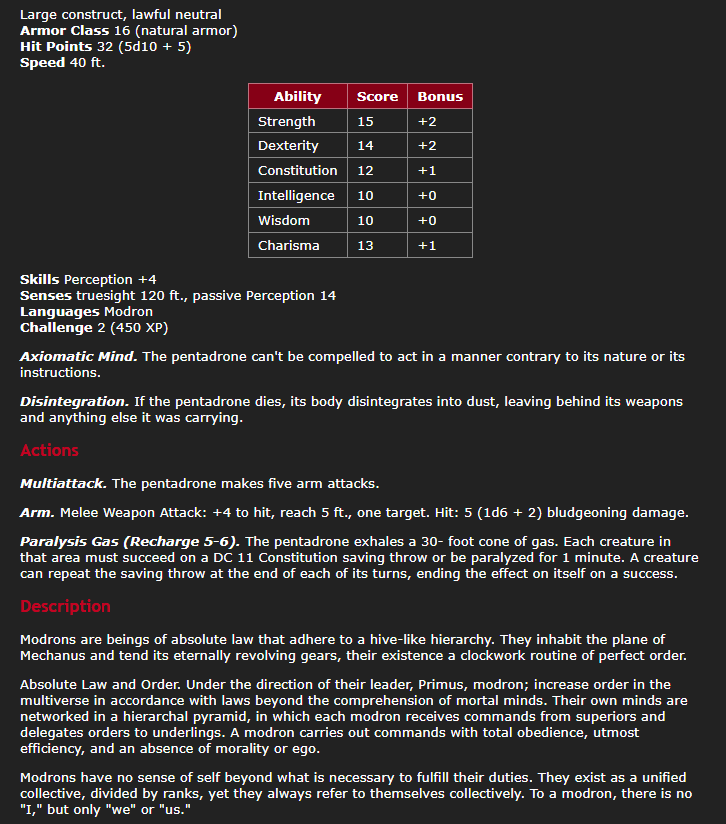 Large construct, lawful neutral
Armor Class 16 (natural armor)
Hit Points 32 (5d10 + 5)
Speed 40 ft.
Ability Score Bonus
Strength 15 +2
Dexterity 14 +2
Constitution 12 +1
Intelligence 10 +0
Wisdom 10 +0
Charisma 13 +1
Skills Perception +4
Senses truesight 120 ft., passive Perception 14
Languages Modron
Challenge 2 (450 XP)
Axiomatic Mind. The pentadrone can't be compelled to act in a manner contrary to its nature or its
instructions.
Disintegration. If the pentadrone dies, its body disintegrates into dust, leaving behind its weapons
and anything else it was carrying.
Actions
Multiattack. The pentadrone makes five arm attacks.
Arm. Melee Weapon Attack: +4 to hit, reach 5 ft., one target. Hit: 5 (1d6 + 2) bludgeoning damage.
Paralysis Gas (Recharge 5-6). The pentadrone exhales a 30- foot cone of gas. Each creature in
that area must succeed on a DC 11 Constitution saving throw or be paralyzed for 1 minute. A creature
can repeat the saving throw at the end of each of its turns, ending the effect on itself on a success.
Description
Modrons are beings of absolute law that adhere to a hive-like hierarchy. They inhabit the plane of
Mechanus and tend its eternally revolving gears, their existence a clockwork routine of perfect order.
Absolute Law and Order. Under the direction of their leader, Primus, modron; increase order in the
multiverse in accordance with laws beyond the comprehension of mortal minds. Their own minds are
networked in a hierarchal pyramid, in which each modron receives commands from superiors and
delegates orders to underlings. A modron carries out commands with total obedience, utmost
efficiency, and an absence of morality or ego.
Modrons have no sense of self beyond what is necessary to fulfill their duties. They exist as a unified
collective, divided by ranks, yet they always refer to themselves collectively. To a modron, there is no
"I," but only "we" or "us."